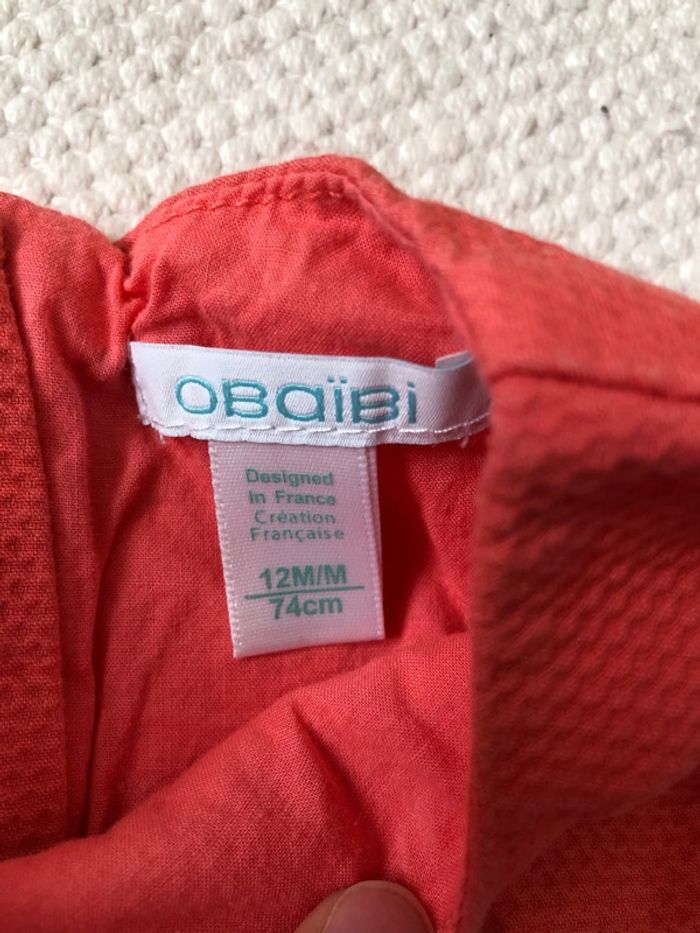 OBaïBi
Designed
in France
Création
Française
12M/M
74cm